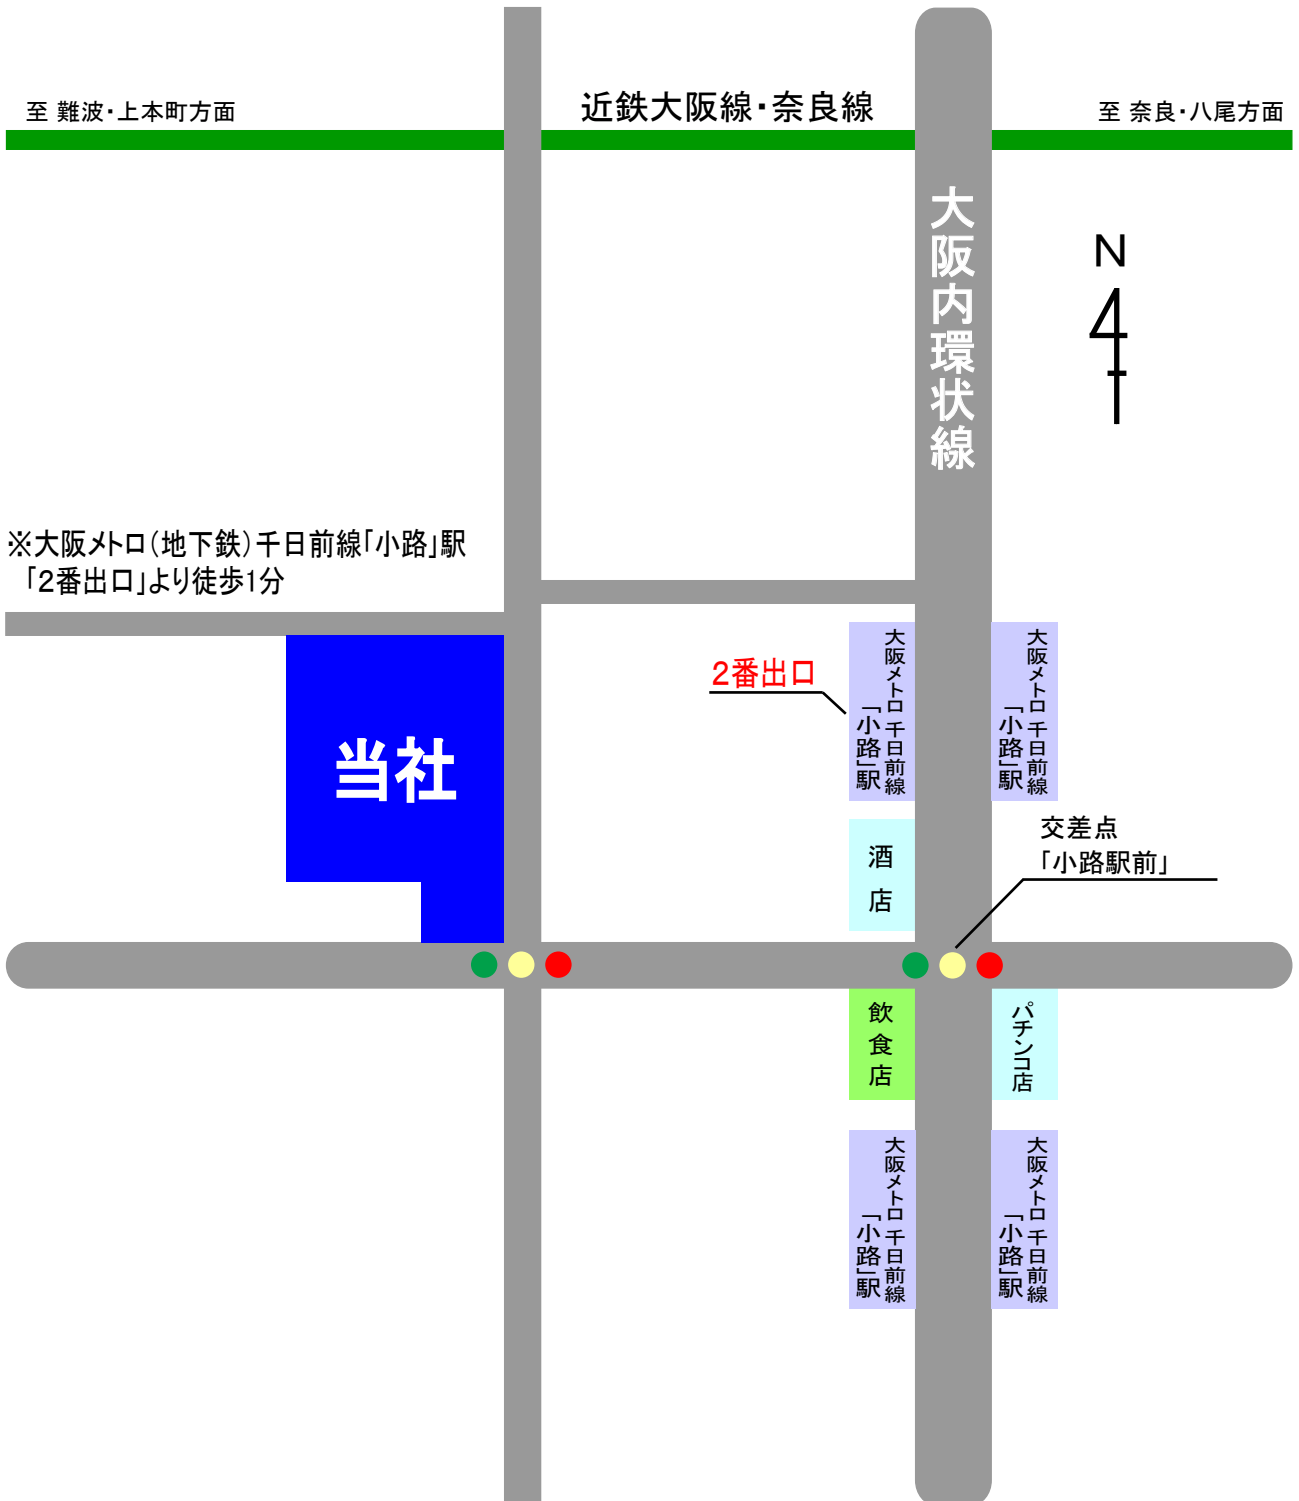 至 難波・上本町方面
近鉄大阪線・奈良線
至 奈良・八尾方面
大阪内環状線
N
※大阪メトロ(地下鉄)千日前線「小路」駅
「2番出口」より徒歩1分
当社
2番出口
大阪メトロ 千日前線
「小路」駅
大阪メトロ 千日前線
「小路」駅
交差点
「小路駅前」
酒店
飲食店
パチンコ店
大阪メトロ 千日前線
「小路」駅
大阪メトロ 千日前線
「小路」駅